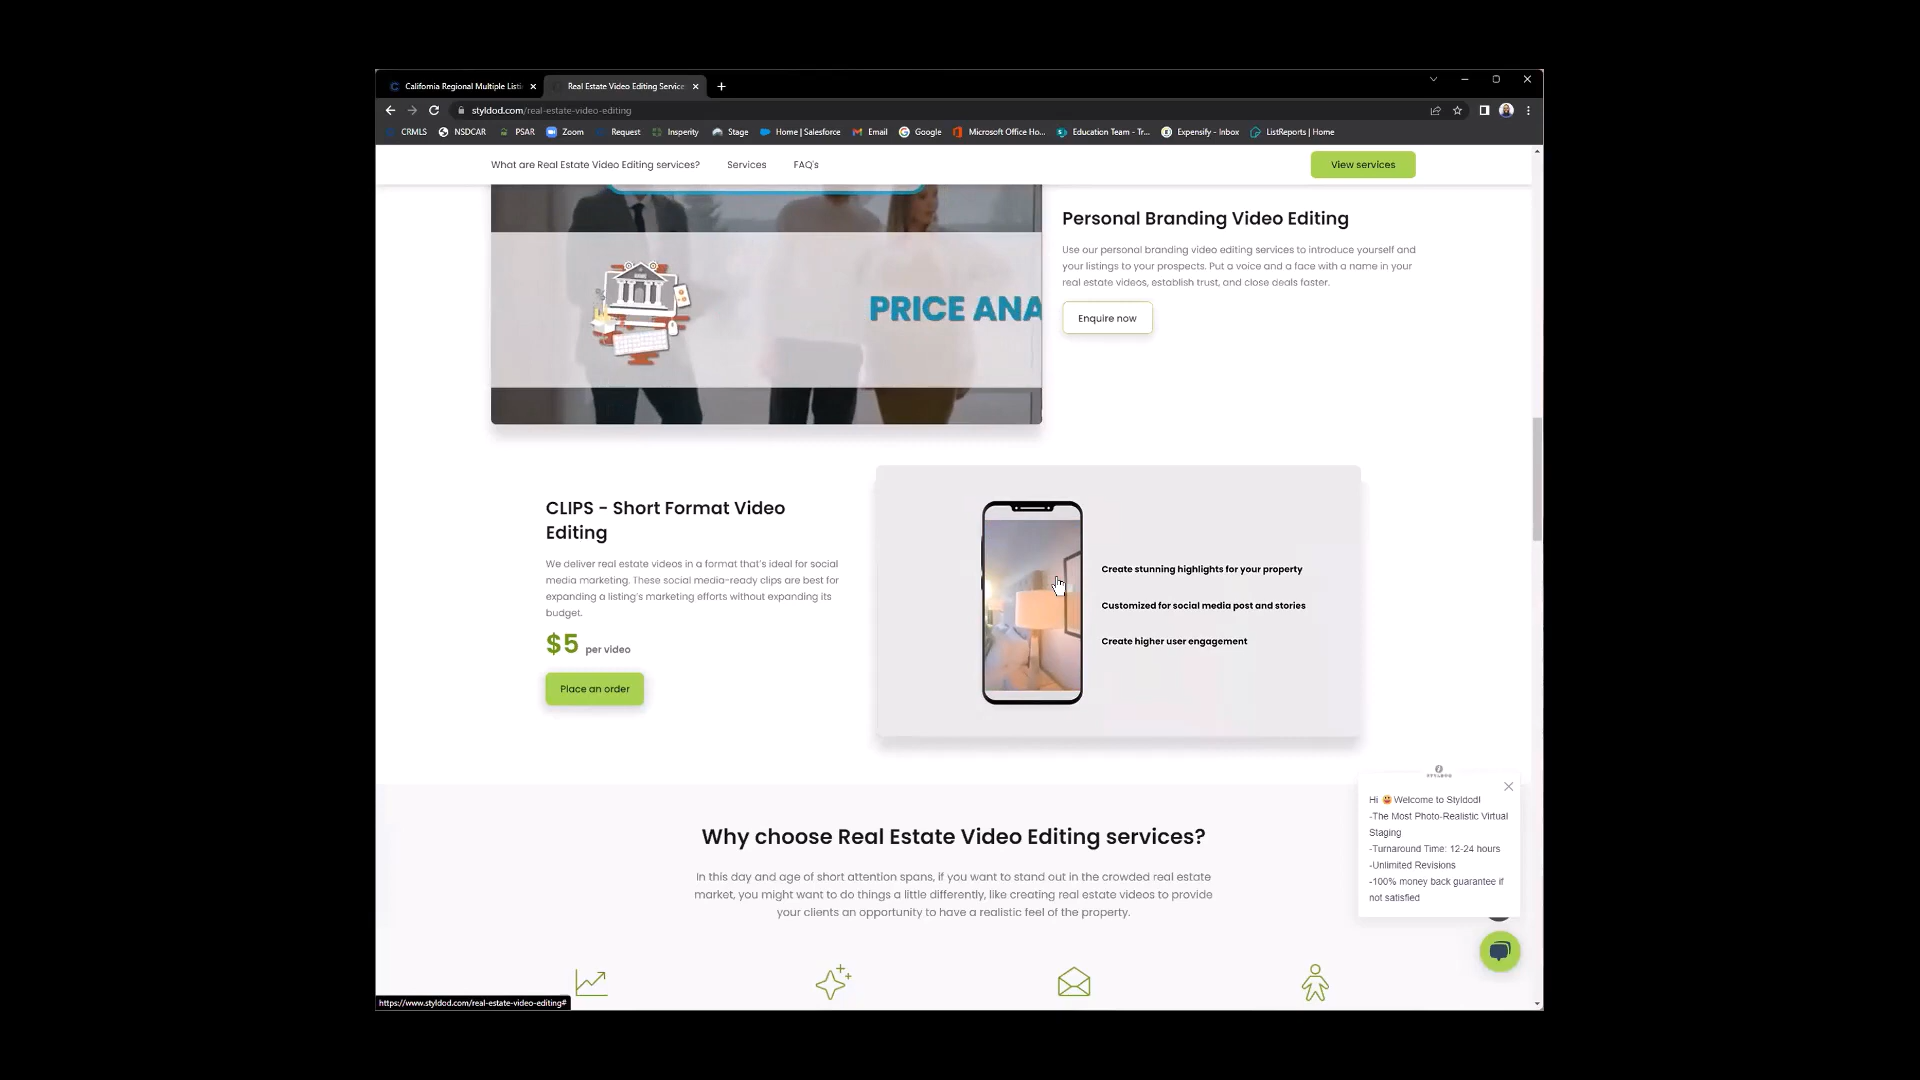 California Regional Multiple Listi
Real Estate Video Editing Service
styldod.com/real-estate-video-editing
CRMLS
NSDCAR
PSAR
Zoom
Request
Insperity
Stage
Home | Salesforce
Email
Google
Microsoft Office Ho...
Education Team - Tr...
Expensify - Inbox
ListReports | Home
What are Real Estate Video Editing services?
Services
FAQ's
View services
PRICE ANA
Personal Branding Video Editing
Use our personal branding video editing services to introduce yourself and
your listings to your prospects. Put a voice and a face with a name in your
real estate videos, establish trust, and close deals faster.
Enquire now
CLIPS - Short Format Video
Editing
We deliver real estate videos in a format that's ideal for social
media marketing. These social media-ready clips are best for
expanding a listing's marketing efforts without expanding its
budget.
$5 per video
Place an order
Create stunning highlights for your property
Customized for social media post and stories
Create higher user engagement
Why choose Real Estate Video Editing services?
In this day and age of short attention spans, if you want to stand out in the crowded real estate
market, you might want to do things a little differently, like creating real estate videos to provide
your clients an opportunity to have a realistic feel of the property.
Hi Welcome to Styldod!
-The Most Photo-Realistic Virtual
Staging
-Turnaround Time: 12-24 hours
-Unlimited Revisions
-100% money back guarantee if
not satisfied
https://www.styldod.com/real-estate-video-editing#